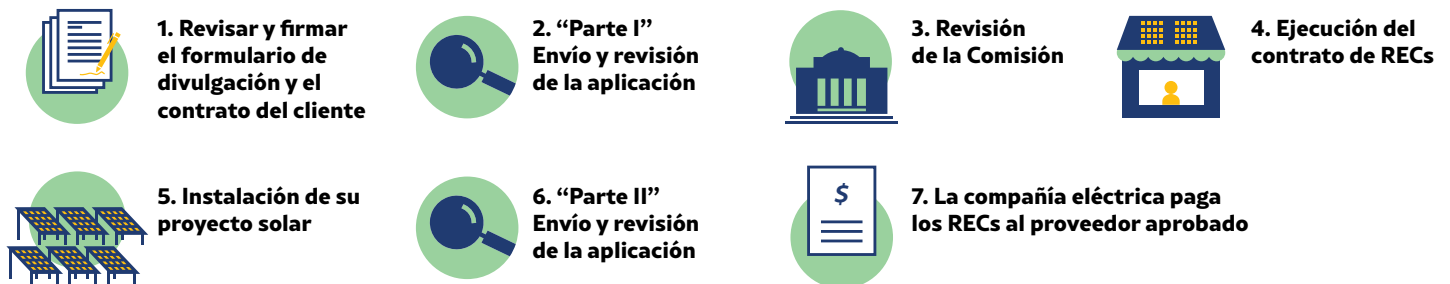 1. Revisar y firmar
el formulario de
divulgación y el
contrato del cliente
2. “Parte I”
Envío y revisión
de la aplicación
3. Revisión
de la Comisión
4. Ejecución del
contrato de RECs
5. Instalación de su
proyecto solar
6. “Parte II”
Envío y revisión
de la aplicación
$
7. La compañía eléctrica paga
los RECs al proveedor aprobado